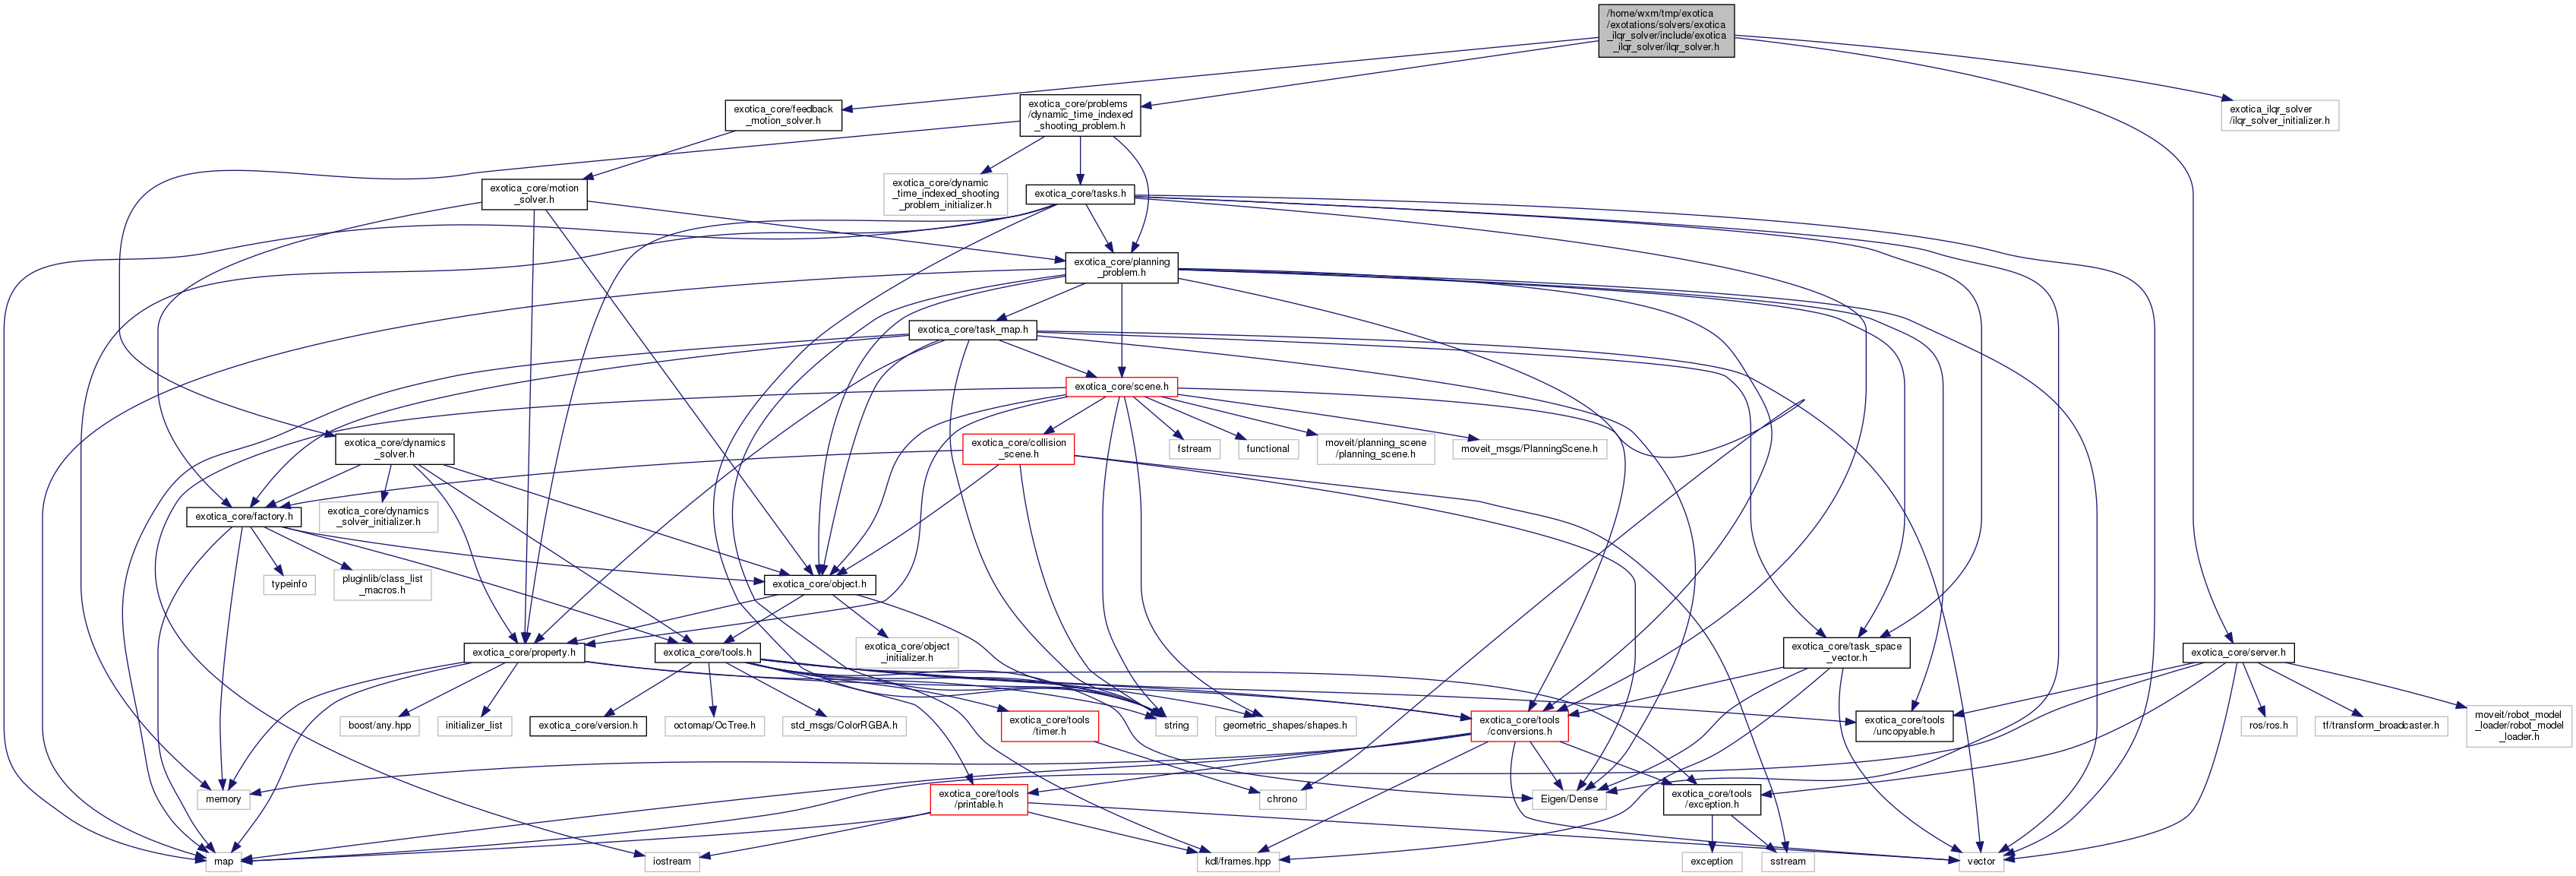 /home/wxm/tmp/exotica
/exotations/solvers/exotica
_ilqr_solver/include/exotica
_ilqr_solver/ilqr_solver.h
exotica_core/feedback
_motion_solver.h
exotica_core/problems
/dynamic_time_indexed
_shooting_problem.h
exotica_ilqr_solver
/ilqr_solver_initializer.h
exotica_core/motion
_solver.h
exotica_core/dynamic
_time_indexed_shooting
_problem_initializer.h
exotica_core/tasks.h
exotica_core/planning
_problem.h
exotica_core/task_map.h
exotica_core/scene.h
exotica_core/dynamics
_solver.h
exotica_core/collision
_scene.h
fstream
functional
moveit/planning_scene
/planning_scene.h
moveit_msgs/PlanningScene.h
exotica_core/factory.h
exotica_core/dynamics
_solver_initializer.h
typeinfo
pluginlib/class_list
_macros.h
exotica_core/object.h
exotica_core/property.h
exotica_core/tools.h
exotica_core/object
_initializer.h
exotica_core/task_space
_vector.h
exotica_core/server.h
boost/any.hpp
initializer_list
exotica_core/version.h
octomap/OcTree.h
std_msgs/ColorRGBA.h
exotica_core/tools
/timer.h
string
geometric_shapes/shapes.h
exotica_core/tools
/conversions.h
exotica_core/tools
/uncopyable.h
ros/ros.h
tf/transform_broadcaster.h
moveit/robot_model
_loader/robot_model
_loader.h
memory
exotica_core/tools
/printable.h
chrono
Eigen/Dense
exotica_core/tools
/exception.h
map
iostream
kdl/frames.hpp
exception
sstream
vector